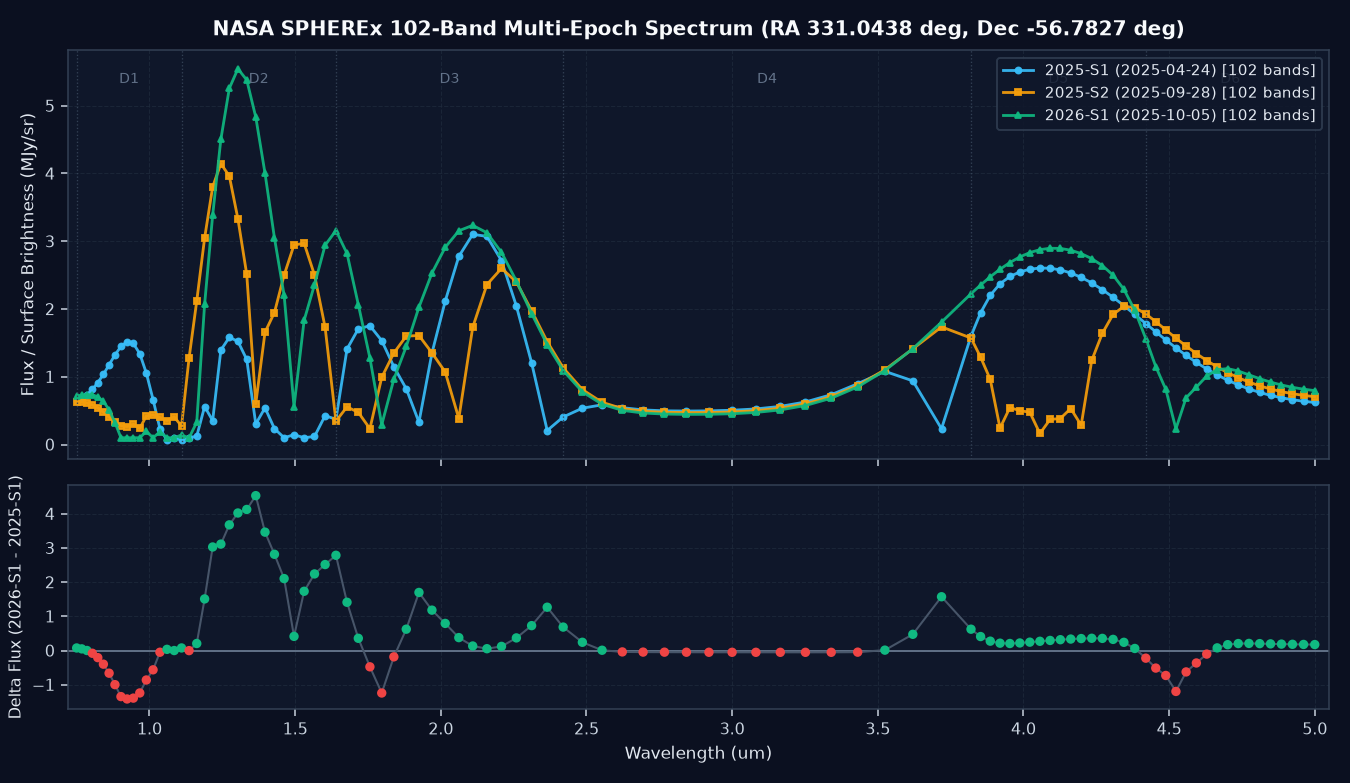 NASA SPHEREx 102-Band Multi-Epoch Spectrum (RA 331.0438 deg, Dec -56.7827 deg)
D1
D2
D3
D4
2025-S1 (2025-04-24) [102 bands]
2025-S2 (2025-09-28) [102 bands]
2026-S1 (2025-10-05) [102 bands]
Flux / Surface Brightness (MJy/sr)
5
4
3
2
1
0
Delta Flux (2026-S1 - 2025-S1)
4
3
2
1
0
−1
1.0
1.5
2.0
2.5
3.0
3.5
4.0
4.5
5.0
Wavelength (um)